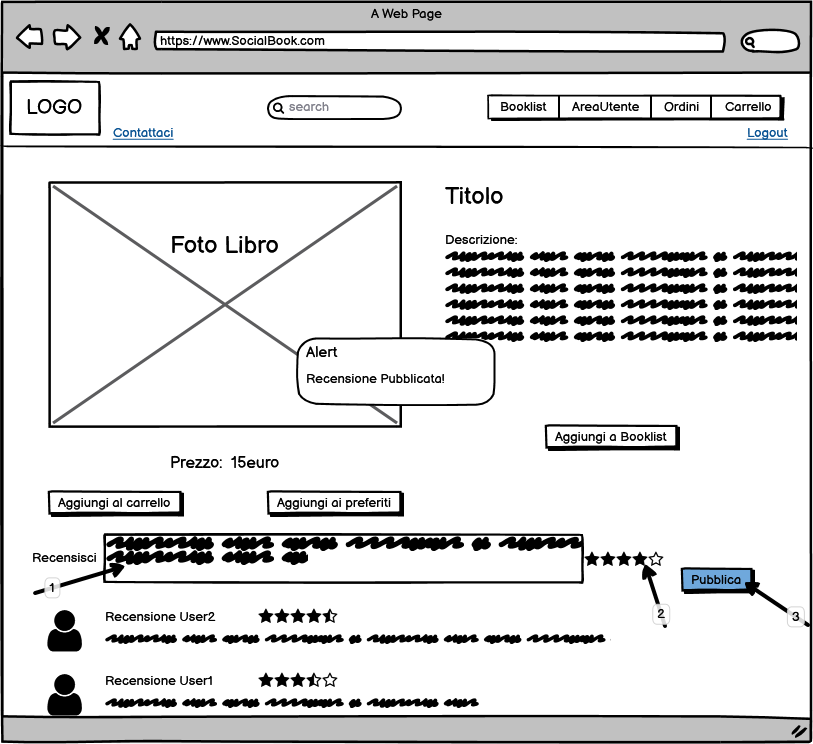 A Web Page
https://www.SocialBook.com
LOGO
search
Booklist
AreaUtente
Ordini
Carrello
Contattaci
Logout
Titolo
Foto Libro
Descrizione:
Alert
Recensione Pubblicata!
Aggiungi a Booklist
Prezzo: 15euro
Aggiungi al carrello
Aggiungi ai preferiti
Recensisci
Pubblica
1
2
3
Recensione User2
Recensione User1